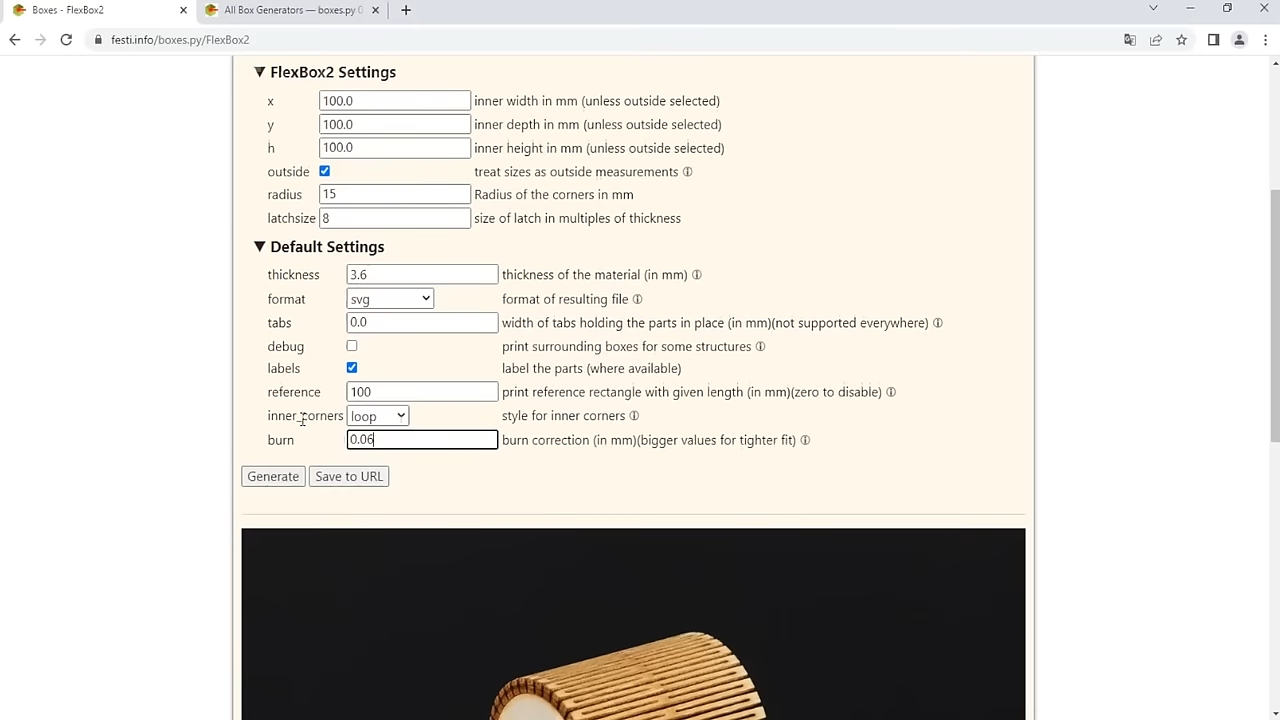 Boxes - FlexBox2
All Box Generators — boxes.py
festi.info/boxes.py/FlexBox2
FlexBox2 Settings
x 100.0 inner width in mm (unless outside selected)
y 100.0 inner depth in mm (unless outside selected)
h 100.0 inner height in mm (unless outside selected)
outside treat sizes as outside measurements
radius 15 Radius of the corners in mm
latchsize 8 size of latch in multiples of thickness
Default Settings
thickness 3.6 thickness of the material (in mm)
format svg format of resulting file
tabs 0.0 width of tabs holding the parts in place (in mm)(not supported everywhere)
debug print surrounding boxes for some structures
labels label the parts (where available)
reference 100 print reference rectangle with given length (in mm)(zero to disable)
inner_corners loop style for inner corners
burn 0.06 burn correction (in mm)(bigger values for tighter fit)
Generate Save to URL